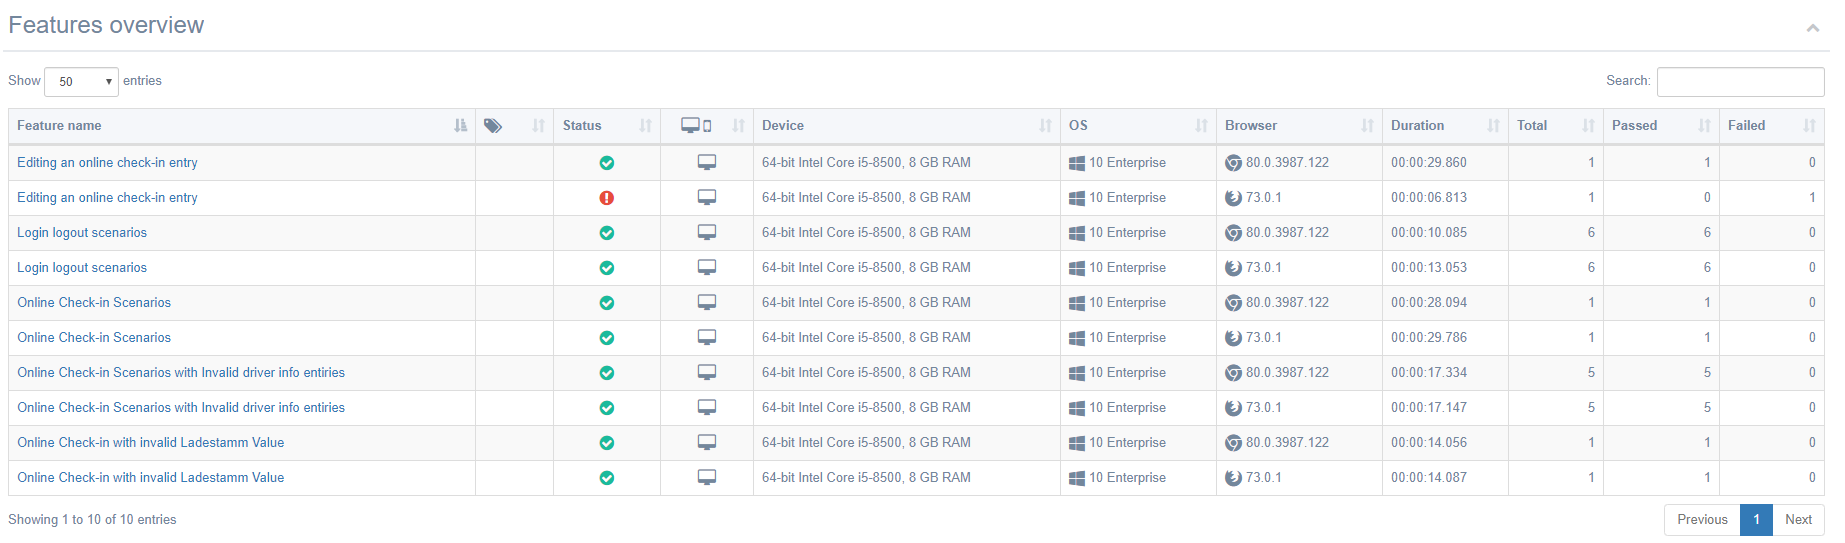 Features overview
Show 50 entries Search:
Feature name Status Device OS Browser Duration Total Passed Failed
Editing an online check-in entry 64-bit Intel Core i5-8500, 8 GB RAM 10 Enterprise 80.0.3987.122 00:00:29.860 1 1 0
Editing an online check-in entry 64-bit Intel Core i5-8500, 8 GB RAM 10 Enterprise 73.0.1 00:00:06.813 1 0 1
Login logout scenarios 64-bit Intel Core i5-8500, 8 GB RAM 10 Enterprise 80.0.3987.122 00:00:10.085 6 6 0
Login logout scenarios 64-bit Intel Core i5-8500, 8 GB RAM 10 Enterprise 73.0.1 00:00:13.053 6 6 0
Online Check-in Scenarios 64-bit Intel Core i5-8500, 8 GB RAM 10 Enterprise 80.0.3987.122 00:00:28.094 1 1 0
Online Check-in Scenarios 64-bit Intel Core i5-8500, 8 GB RAM 10 Enterprise 73.0.1 00:00:29.786 1 1 0
Online Check-in Scenarios with Invalid driver info entiries 64-bit Intel Core i5-8500, 8 GB RAM 10 Enterprise 80.0.3987.122 00:00:17.334 5 5 0
Online Check-in Scenarios with Invalid driver info entiries 64-bit Intel Core i5-8500, 8 GB RAM 10 Enterprise 73.0.1 00:00:17.147 5 5 0
Online Check-in with invalid Ladestamm Value 64-bit Intel Core i5-8500, 8 GB RAM 10 Enterprise 80.0.3987.122 00:00:14.056 1 1 0
Online Check-in with invalid Ladestamm Value 64-bit Intel Core i5-8500, 8 GB RAM 10 Enterprise 73.0.1 00:00:14.087 1 1 0
Showing 1 to 10 of 10 entries Previous 1 Next